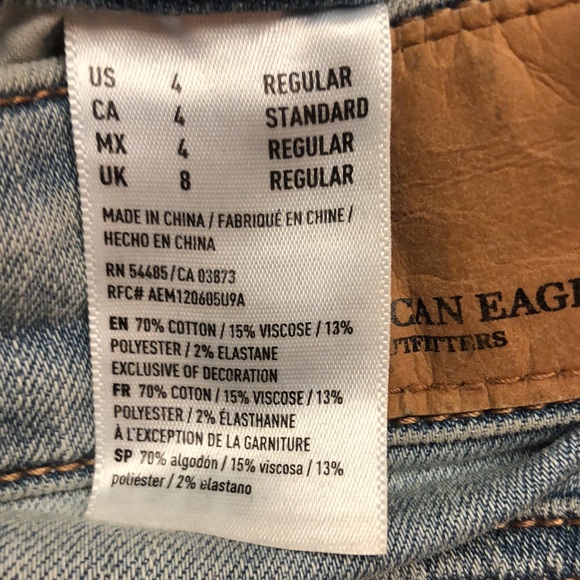 US 4 REGULAR
CA 4 STANDARD
MX 4 REGULAR
UK 8 REGULAR
MADE IN CHINA / FABRIQUÉ EN CHINE /
HECHO EN CHINA
RN 54485 / CA 03873
RFC# AEM120605U9A
EN 70% COTTON / 15% VISCOSE / 13%
POLYESTER / 2% ELASTANE
EXCLUSIVE OF DECORATION
FR 70% COTON / 15% VISCOSE / 13%
POLYESTER / 2% ÉLASTHANNE
À L'EXCEPTION DE LA GARNITURE
SP 70% algodón / 15% viscosa / 13%
poliéster / 2% elastano
CAN EAG
TFITTERS